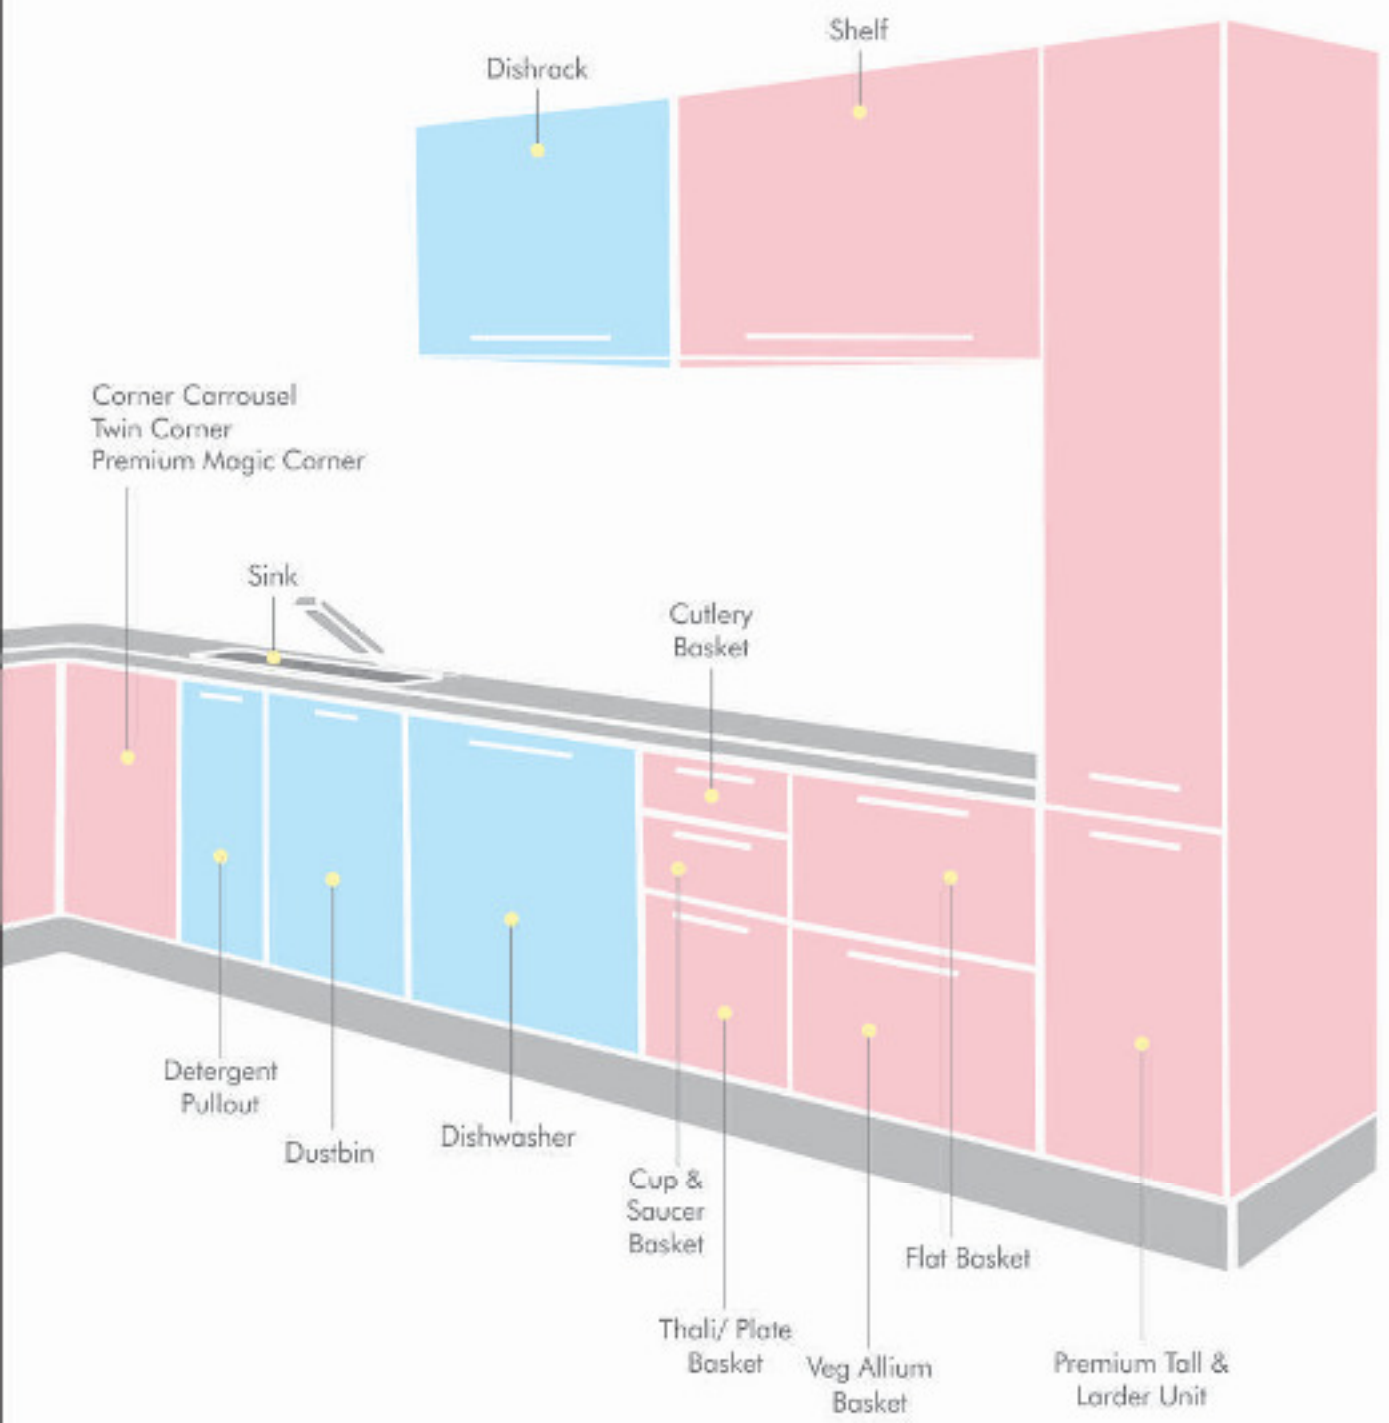 Shelf
Dishrack
Corner Carrousel
Twin Corner
Premium Magic Corner
Sink
Cutlery
Basket
Detergent
Pullout
Dustbin
Dishwasher
Cup &
Saucer
Basket
Flat Basket
Thali/ Plate
Basket
Veg Allium
Basket
Premium Tall &
Larder Unit